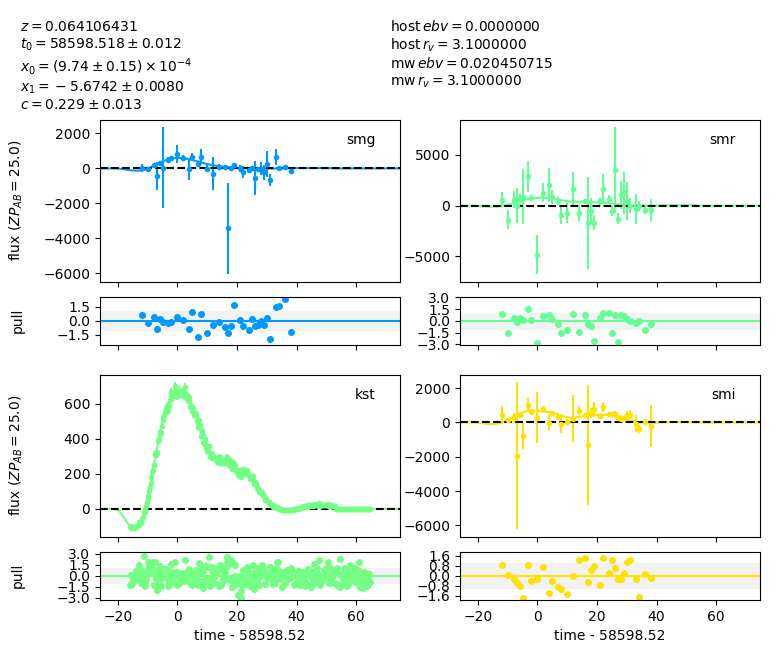 z = 0.064106431
t₀ = 58598.518 ± 0.012
x₀ = (9.74 ± 0.15) × 10⁻⁴
x₁ = −5.6742 ± 0.0080
c = 0.229 ± 0.013
host ebv = 0.0000000
host r_v = 3.1000000
mw ebv = 0.020450715
mw r_v = 3.1000000
flux (ZP_AB = 25.0)
2000
0
−2000
−4000
−6000
smg
5000
0
−5000
smr
pull
1.5
0.0
−1.5
3.0
1.5
0.0
−1.5
−3.0
flux (ZP_AB = 25.0)
600
400
200
0
kst
2000
0
−2000
−4000
−6000
smi
pull
3.0
1.5
0.0
−1.5
−3.0
−20 0 20 40 60
time - 58598.52
1.6
0.8
0.0
−0.8
−1.6
−20 0 20 40 60
time - 58598.52